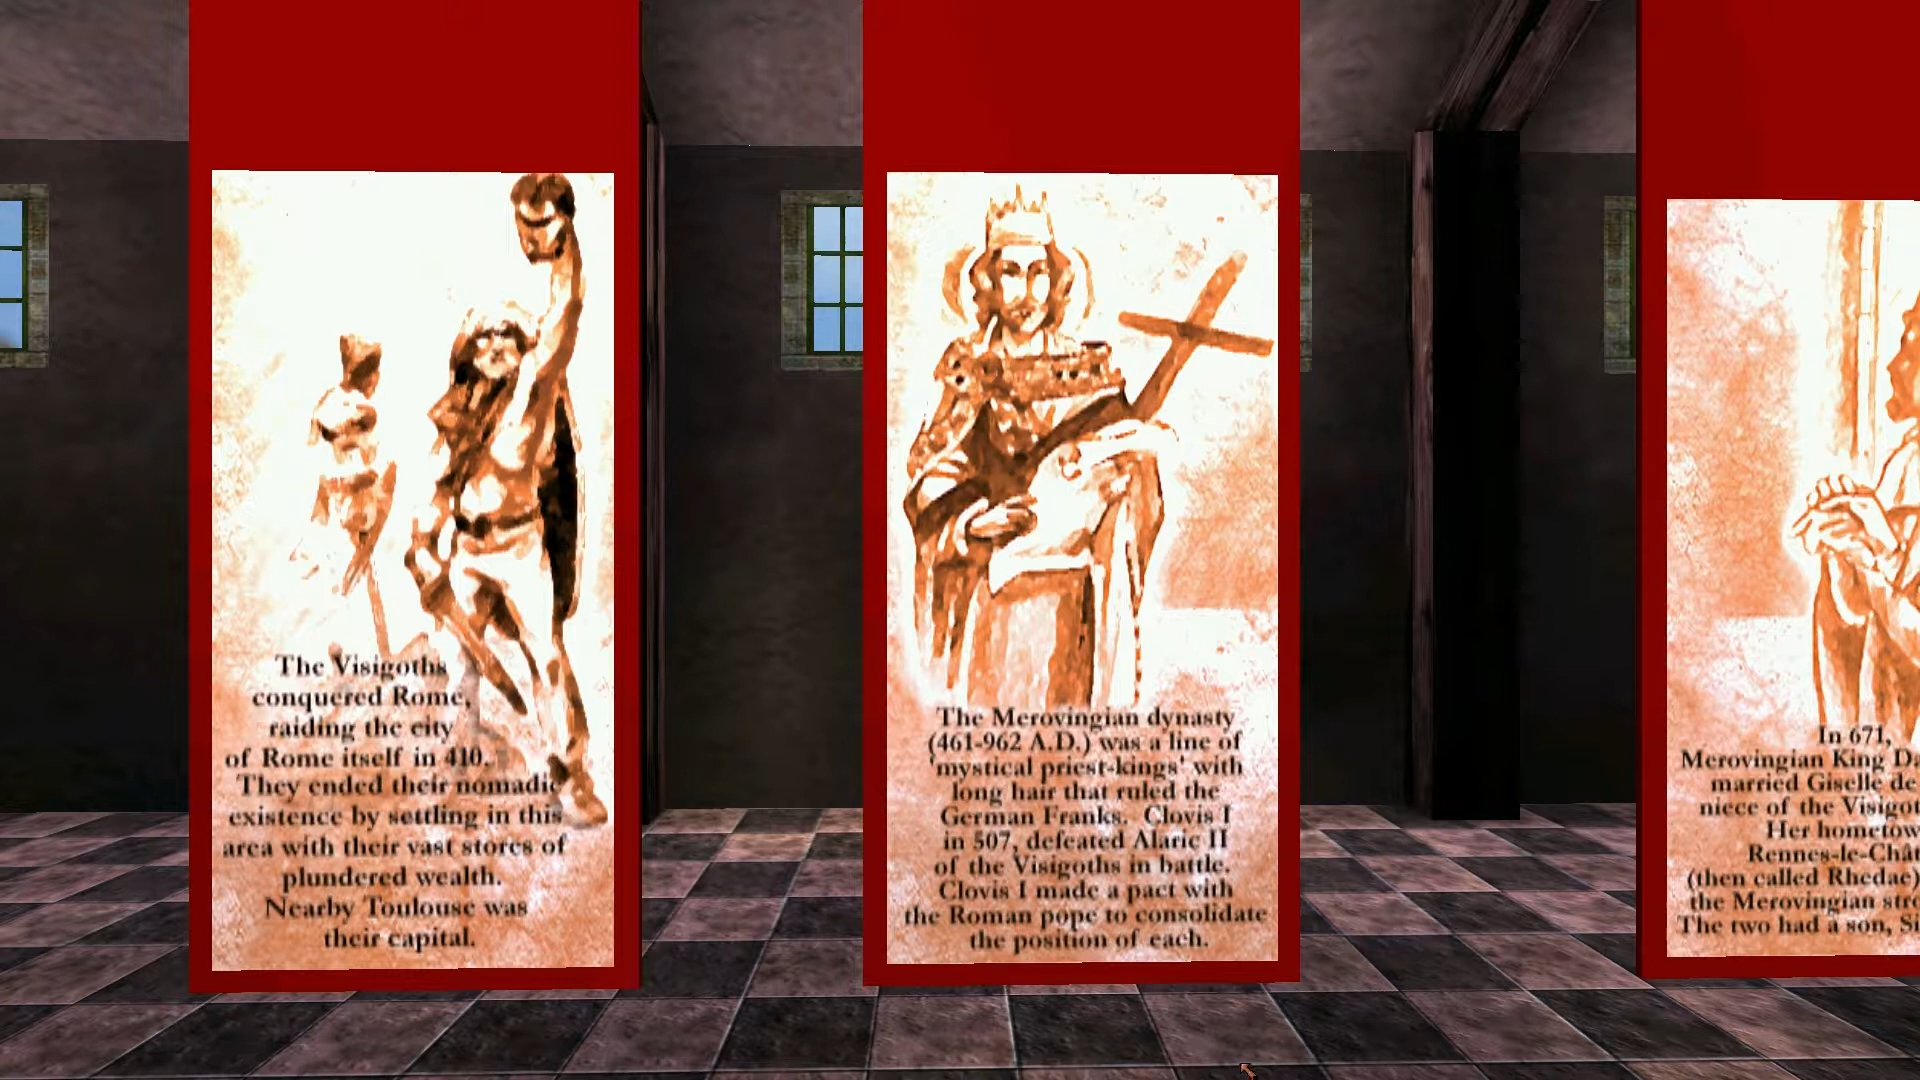 The Visigoths
conquered Rome,
raiding the city
of Rome itself in 410.
They ended their nomadic
existence by settling in this
area with their vast stores of
plundered wealth.
Nearby Toulouse was
their capital.
The Merovingian dynasty
(461-962 A.D.) was a line of
'mystical priest-kings' with
long hair that ruled the
German Franks. Clovis I
in 507, defeated Alaric II
of the Visigoths in battle.
Clovis I made a pact with
the Roman pope to consolidate
the position of each.
In 671,
Merovingian King
married Giselle de
niece of the
Her
(then called Rhedae)
the Merovingian
The two had a son,